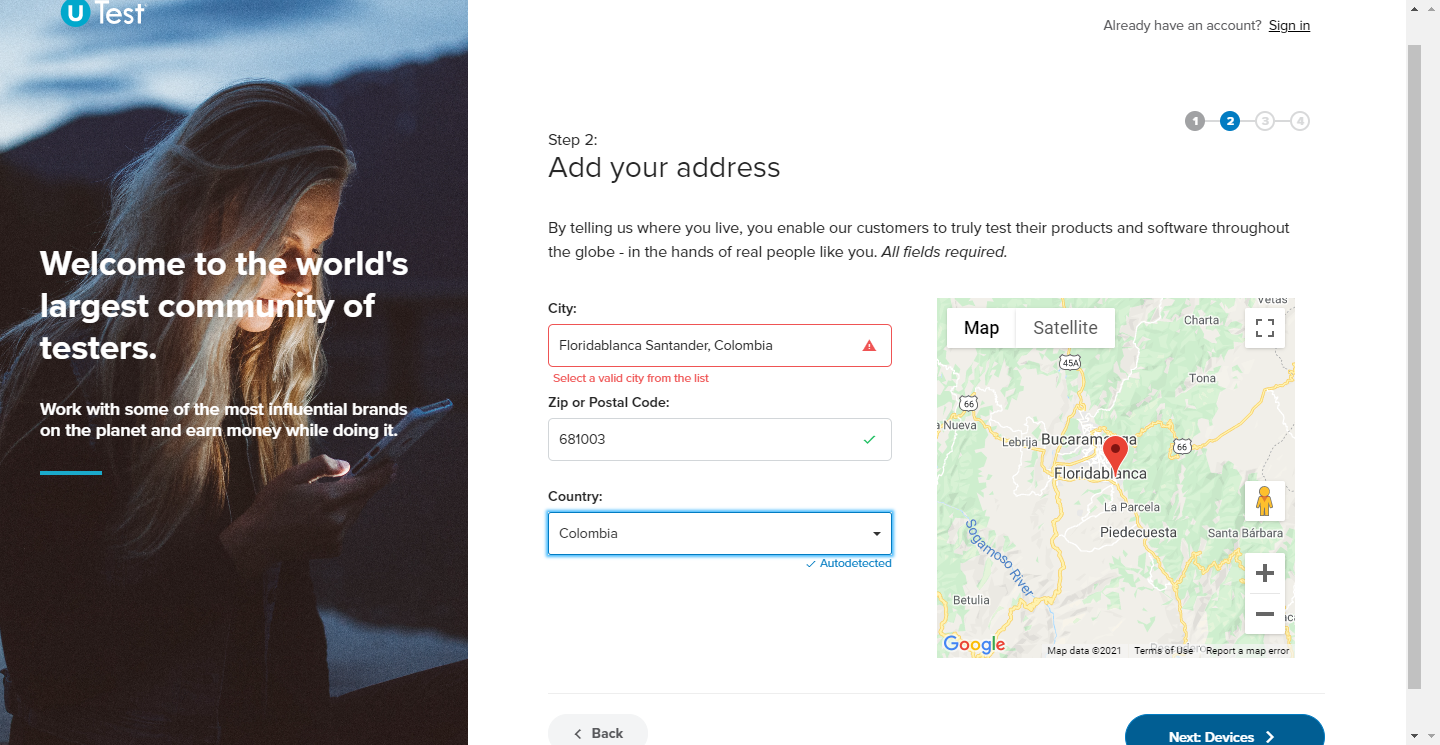 U Test
Already have an account? Sign in
1 2 3 4
Step 2:
Add your address
By telling us where you live, you enable our customers to truly test their products and software throughout
the globe - in the hands of real people like you. All fields required.
Welcome to the world's
largest community of
testers.
Work with some of the most influential brands
on the planet and earn money while doing it.
City:
Floridablanca Santander, Colombia
Select a valid city from the list
Zip or Postal Code:
681003
Country:
Colombia
Autodetected
Map Satellite
Vetas
Charta
45A
Tona
66
a Nueva
Lebrija
Bucaramanga
66
Floridablanca
La Parcela
Piedecuesta
Santa Bárbara
Sogamoso River
Betulia
Google
Map data ©2021 Terms of Use Report a map error
Back
Next: Devices